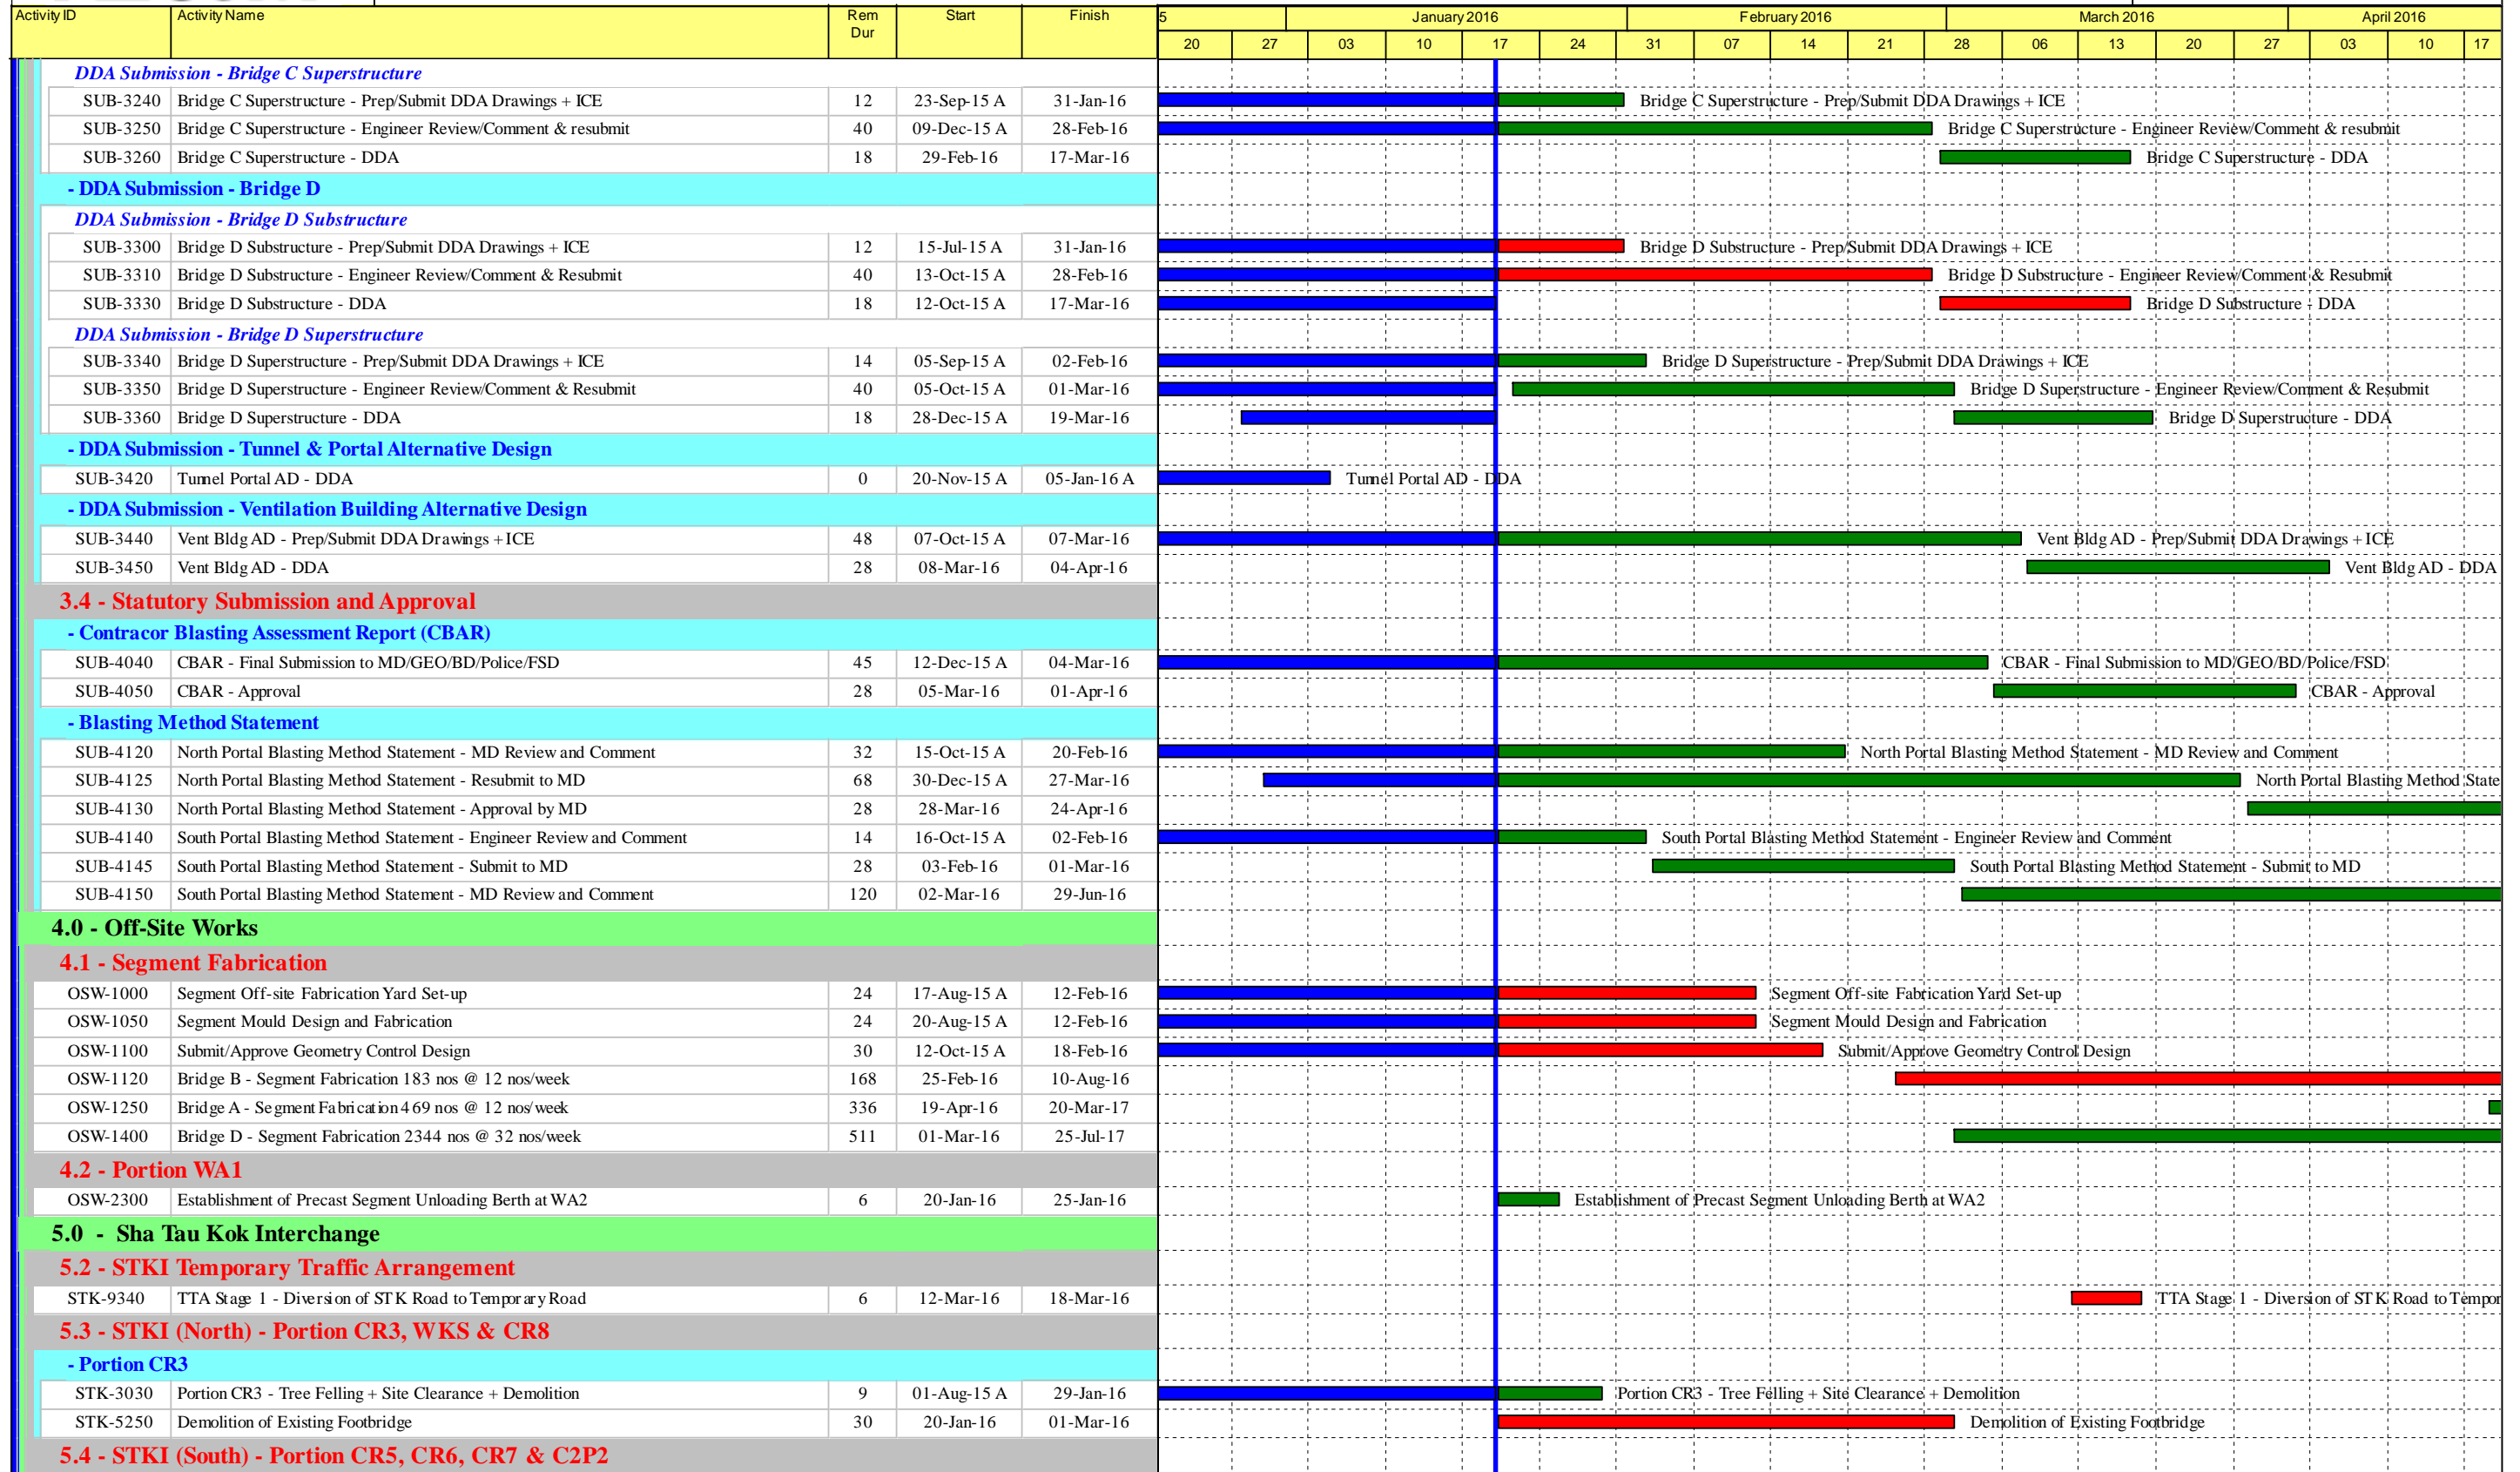 Activity ID Activity Name Rem Dur Start Finish 5 January 2016 February 2016 March 2016 April 2016
20 27 03 10 17 24 31 07 14 21 28 06 13 20 27 03 10 17
DDA Submission - Bridge C Superstructure
SUB-3240 Bridge C Superstructure - Prep/Submit DDA Drawings + ICE 12 23-Sep-15 A 31-Jan-16 Bridge C Superstructure - Prep/Submit DDA Drawings + ICE
SUB-3250 Bridge C Superstructure - Engineer Review/Comment & resubmit 40 09-Dec-15 A 28-Feb-16 Bridge C Superstructure - Engineer Review/Comment & resubmit
SUB-3260 Bridge C Superstructure - DDA 18 29-Feb-16 17-Mar-16 Bridge C Superstructure - DDA
- DDA Submission - Bridge D
DDA Submission - Bridge D Substructure
SUB-3300 Bridge D Substructure - Prep/Submit DDA Drawings + ICE 12 15-Jul-15 A 31-Jan-16 Bridge D Substructure - Prep/Submit DDA Drawings + ICE
SUB-3310 Bridge D Substructure - Engineer Review/Comment & Resubmit 40 13-Oct-15 A 28-Feb-16 Bridge D Substructure - Engineer Review/Comment & Resubmit
SUB-3330 Bridge D Substructure - DDA 18 12-Oct-15 A 17-Mar-16 Bridge D Substructure - DDA
DDA Submission - Bridge D Superstructure
SUB-3340 Bridge D Superstructure - Prep/Submit DDA Drawings + ICE 14 05-Sep-15 A 02-Feb-16 Bridge D Superstructure - Prep/Submit DDA Drawings + ICE
SUB-3350 Bridge D Superstructure - Engineer Review/Comment & Resubmit 40 05-Oct-15 A 01-Mar-16 Bridge D Superstructure - Engineer Review/Comment & Resubmit
SUB-3360 Bridge D Superstructure - DDA 18 28-Dec-15 A 19-Mar-16 Bridge D Superstructure - DDA
- DDA Submission - Tunnel & Portal Alternative Design
SUB-3420 Tunnel Portal AD - DDA 0 20-Nov-15 A 05-Jan-16 A Tunnel Portal AD - DDA
- DDA Submission - Ventilation Building Alternative Design
SUB-3440 Vent Bldg AD - Prep/Submit DDA Drawings + ICE 48 07-Oct-15 A 07-Mar-16 Vent Bldg AD - Prep/Submit DDA Drawings + ICE
SUB-3450 Vent Bldg AD - DDA 28 08-Mar-16 04-Apr-16 Vent Bldg AD - DDA
3.4 - Statutory Submission and Approval
- Contracor Blasting Assessment Report (CBAR)
SUB-4040 CBAR - Final Submission to MD/GEO/BD/Police/FSD 45 12-Dec-15 A 04-Mar-16 CBAR - Final Submission to MD/GEO/BD/Police/FSD
SUB-4050 CBAR - Approval 28 05-Mar-16 01-Apr-16 CBAR - Approval
- Blasting Method Statement
SUB-4120 North Portal Blasting Method Statement - MD Review and Comment 32 15-Oct-15 A 20-Feb-16 North Portal Blasting Method Statement - MD Review and Comment
SUB-4125 North Portal Blasting Method Statement - Resubmit to MD 68 30-Dec-15 A 27-Mar-16 North Portal Blasting Method State
SUB-4130 North Portal Blasting Method Statement - Approval by MD 28 28-Mar-16 24-Apr-16
SUB-4140 South Portal Blasting Method Statement - Engineer Review and Comment 14 16-Oct-15 A 02-Feb-16 South Portal Blasting Method Statement - Engineer Review and Comment
SUB-4145 South Portal Blasting Method Statement - Submit to MD 28 03-Feb-16 01-Mar-16 South Portal Blasting Method Statement - Submit to MD
SUB-4150 South Portal Blasting Method Statement - MD Review and Comment 120 02-Mar-16 29-Jun-16
4.0 - Off-Site Works
4.1 - Segment Fabrication
OSW-1000 Segment Off-site Fabrication Yard Set-up 24 17-Aug-15 A 12-Feb-16 Segment Off-site Fabrication Yard Set-up
OSW-1050 Segment Mould Design and Fabrication 24 20-Aug-15 A 12-Feb-16 Segment Mould Design and Fabrication
OSW-1100 Submit/Approve Geometry Control Design 30 12-Oct-15 A 18-Feb-16 Submit/Approve Geometry Control Design
OSW-1120 Bridge B - Segment Fabrication 183 nos @ 12 nos/week 168 25-Feb-16 10-Aug-16
OSW-1250 Bridge A - Segment Fabrication 469 nos @ 12 nos/week 336 19-Apr-16 20-Mar-17
OSW-1400 Bridge D - Segment Fabrication 2344 nos @ 32 nos/week 511 01-Mar-16 25-Jul-17
4.2 - Portion WA1
OSW-2300 Establishment of Precast Segment Unloading Berth at WA2 6 20-Jan-16 25-Jan-16 Establishment of Precast Segment Unloading Berth at WA2
5.0 - Sha Tau Kok Interchange
5.2 - STKI Temporary Traffic Arrangement
STK-9340 TTA Stage 1 - Diversion of STK Road to Temporary Road 6 12-Mar-16 18-Mar-16 TTA Stage 1 - Diversion of STK Road to Tempor
5.3 - STKI (North) - Portion CR3, WKS & CR8
- Portion CR3
STK-3030 Portion CR3 - Tree Felling + Site Clearance + Demolition 9 01-Aug-15 A 29-Jan-16 Portion CR3 - Tree Felling + Site Clearance + Demolition
STK-5250 Demolition of Existing Footbridge 30 20-Jan-16 01-Mar-16 Demolition of Existing Footbridge
5.4 - STKI (South) - Portion CR5, CR6, CR7 & C2P2